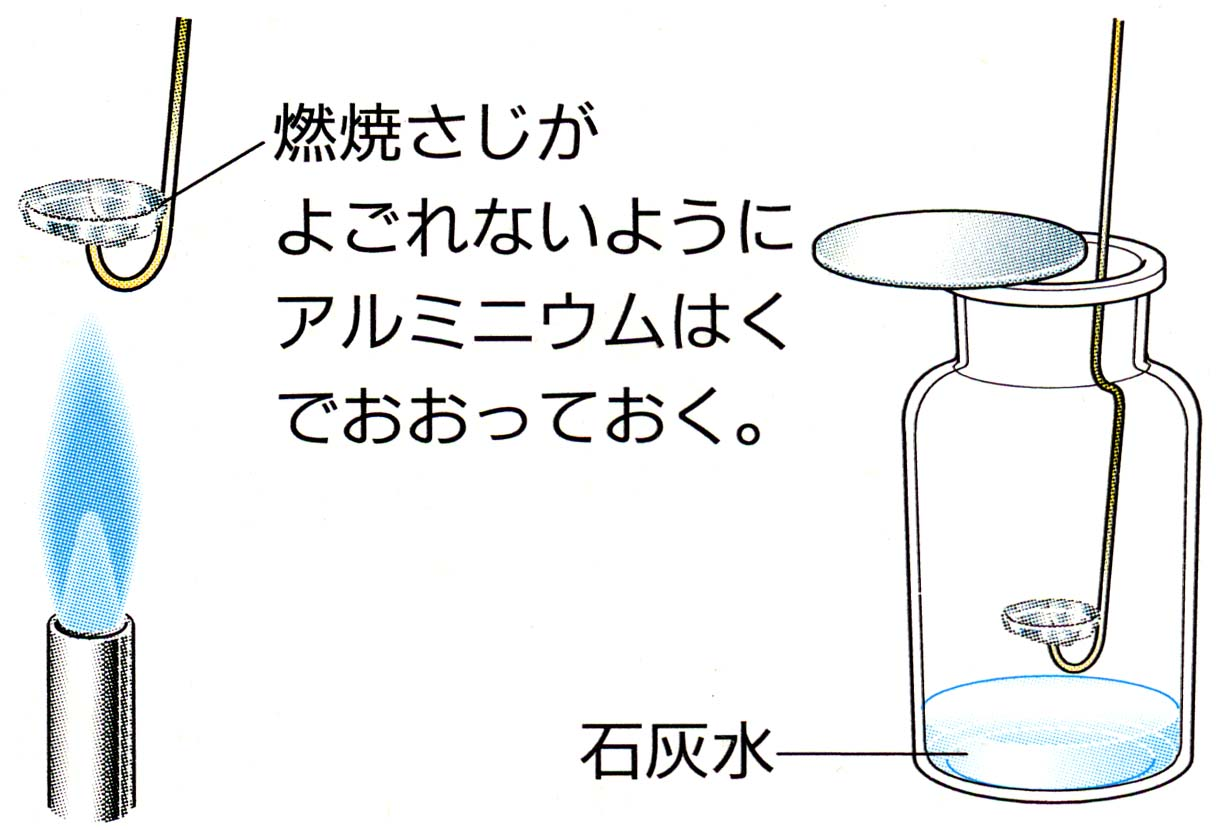 燃焼さじが
よごれないように
アルミニウムはく
でおおっておく。
石灰水